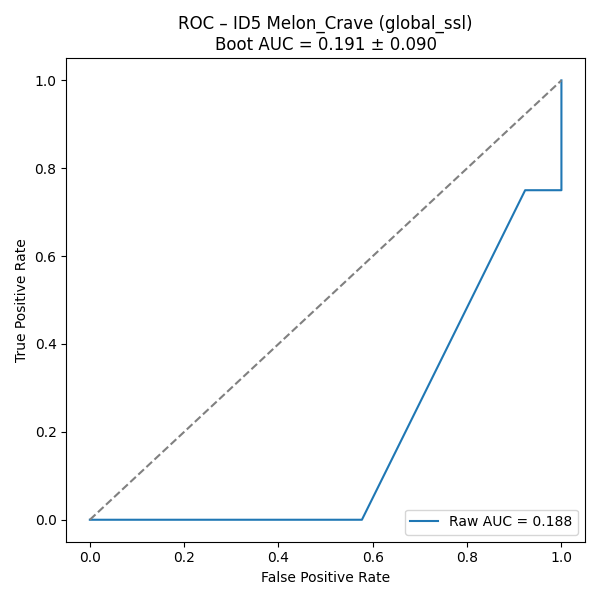 ROC – ID5 Melon_Crave (global_ssl)
Boot AUC = 0.191 ± 0.090
True Positive Rate
1.0
0.8
0.6
0.4
0.2
0.0
Raw AUC = 0.188
0.0 0.2 0.4 0.6 0.8 1.0
False Positive Rate